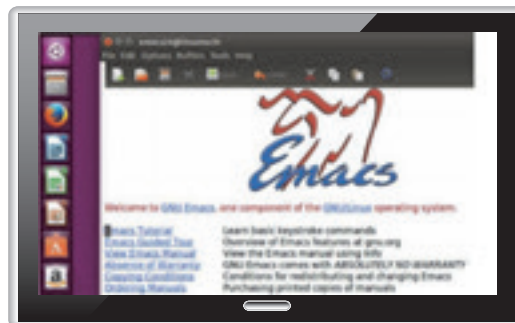 File Edit Options Buffers Tools Help
Emacs
Welcome to GNU Emacs, one component of the GNU/Linux operating system.
Emacs Tutorial Learn basic keystroke commands
Emacs Guided Tour Overview of Emacs features at gnu.org
View Emacs Manual View the Emacs manual using Info
Absence of Warranty GNU Emacs comes with ABSOLUTELY NO WARRANTY
Copying Conditions Conditions for redistributing and changing Emacs
Ordering Manuals Purchasing printed copies of manuals